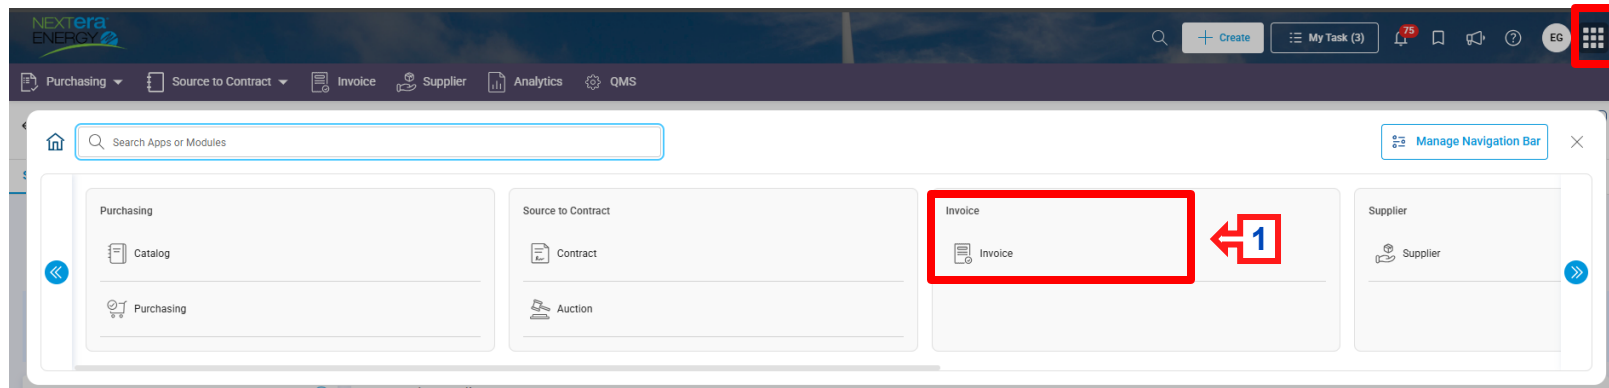 NEXTera
ENERGY
+ Create
My Task (3)
75
EG
Purchasing
Source to Contract
Invoice
Supplier
Analytics
QMS
Search Apps or Modules
Manage Navigation Bar
Purchasing
Source to Contract
Invoice
Supplier
Catalog
Contract
Invoice
1
Supplier
Purchasing
Auction